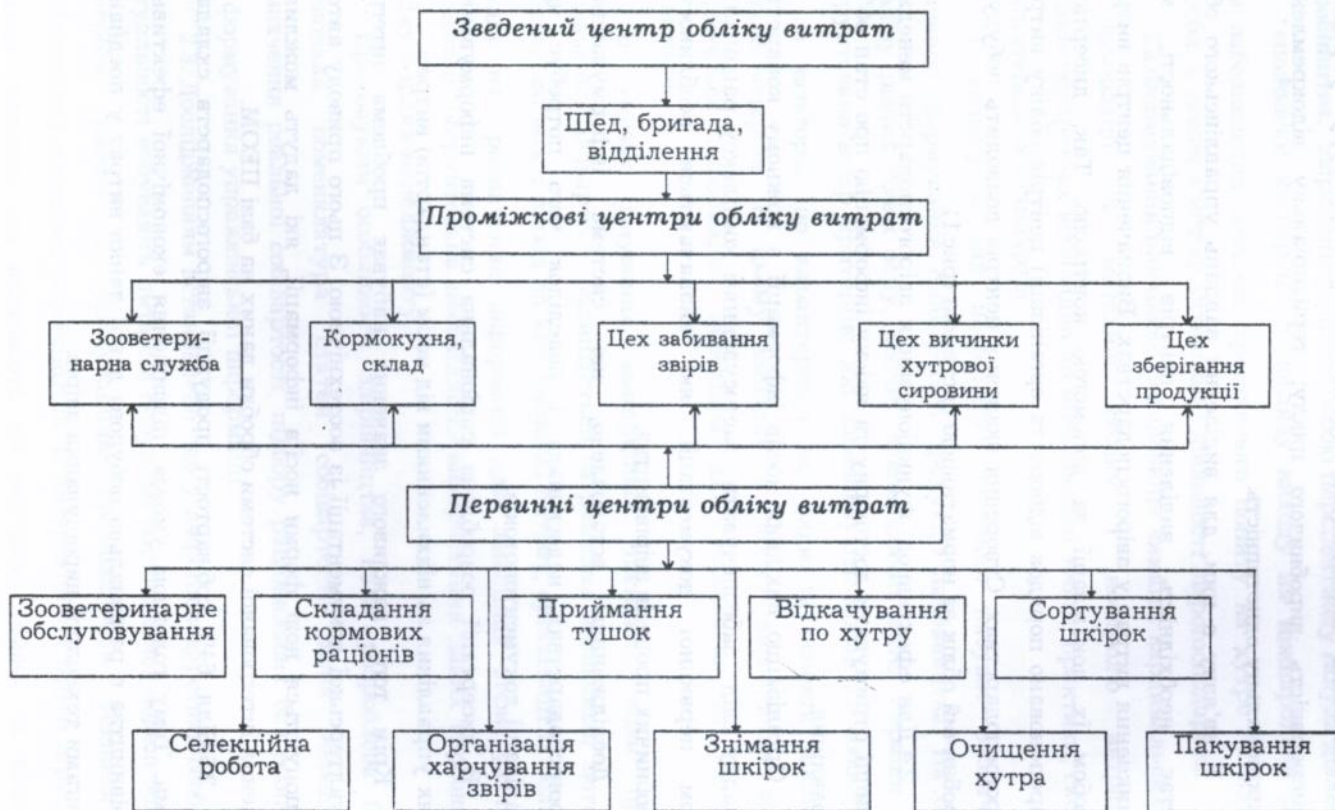 Зведений центр обліку витрат
Шед, бригада,
відділення
Проміжкові центри обліку витрат
Зооветери-
нарна служба
Кормокухня,
склад
Цех забивання
звірів
Цех вичинки
хутрової
сировини
Цех
зберігання
продукції
Первинні центри обліку витрат
Зооветеринарне
обслуговування
Складання
кормових
раціонів
Приймання
тушок
Відкачування
по хутру
Сортування
шкірок
Селекційна
робота
Організація
харчування
звірів
Знімання
шкірок
Очищення
хутра
Пакування
шкірок